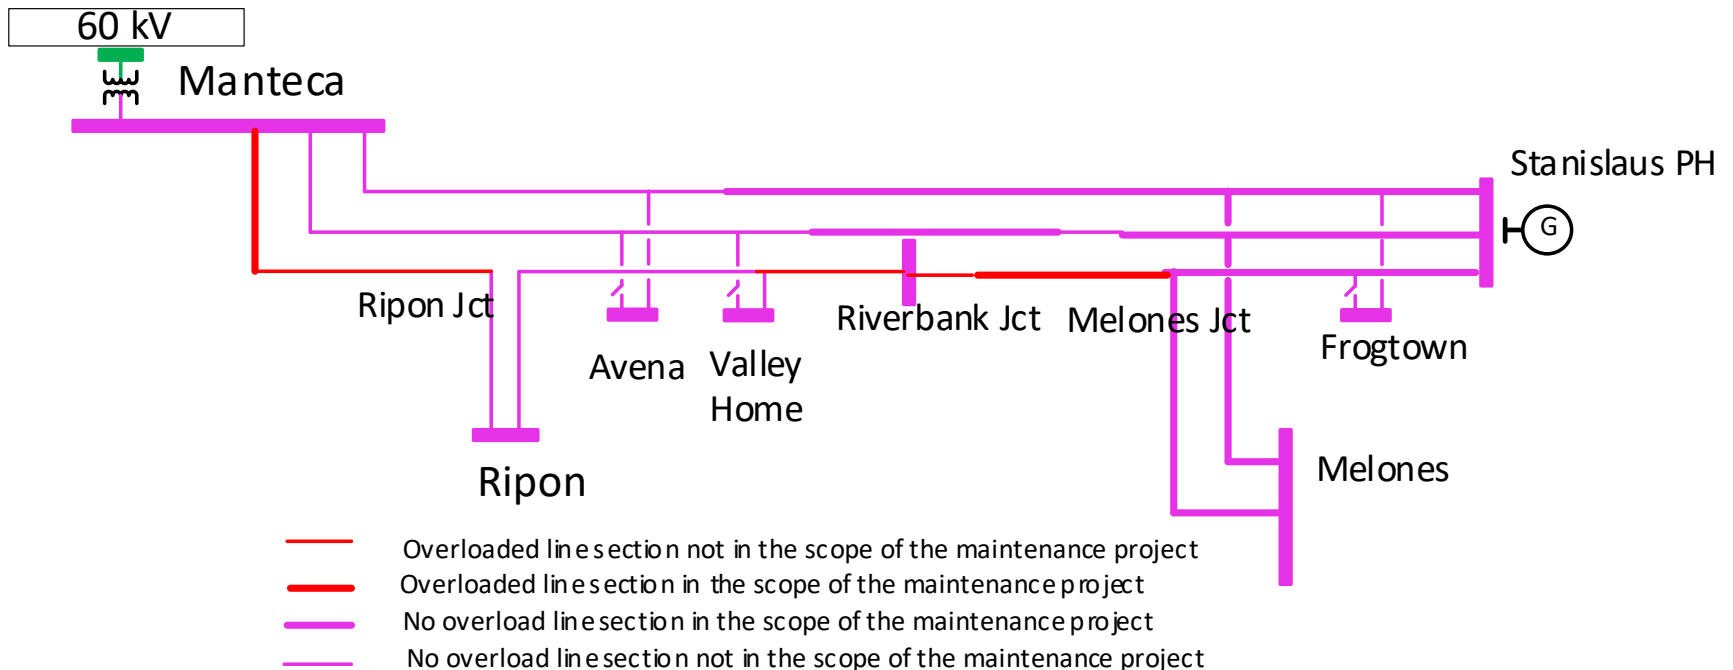 60 kV
Manteca
Stanislaus PH
G
Ripon Jct
Riverbank Jct
Melones Jct
Frogtown
Avena
Valley
Home
Ripon
Melones
Overloaded line section not in the scope of the maintenance project
Overloaded line section in the scope of the maintenance project
No overload line section in the scope of the maintenance project
No overload line section not in the scope of the maintenance project